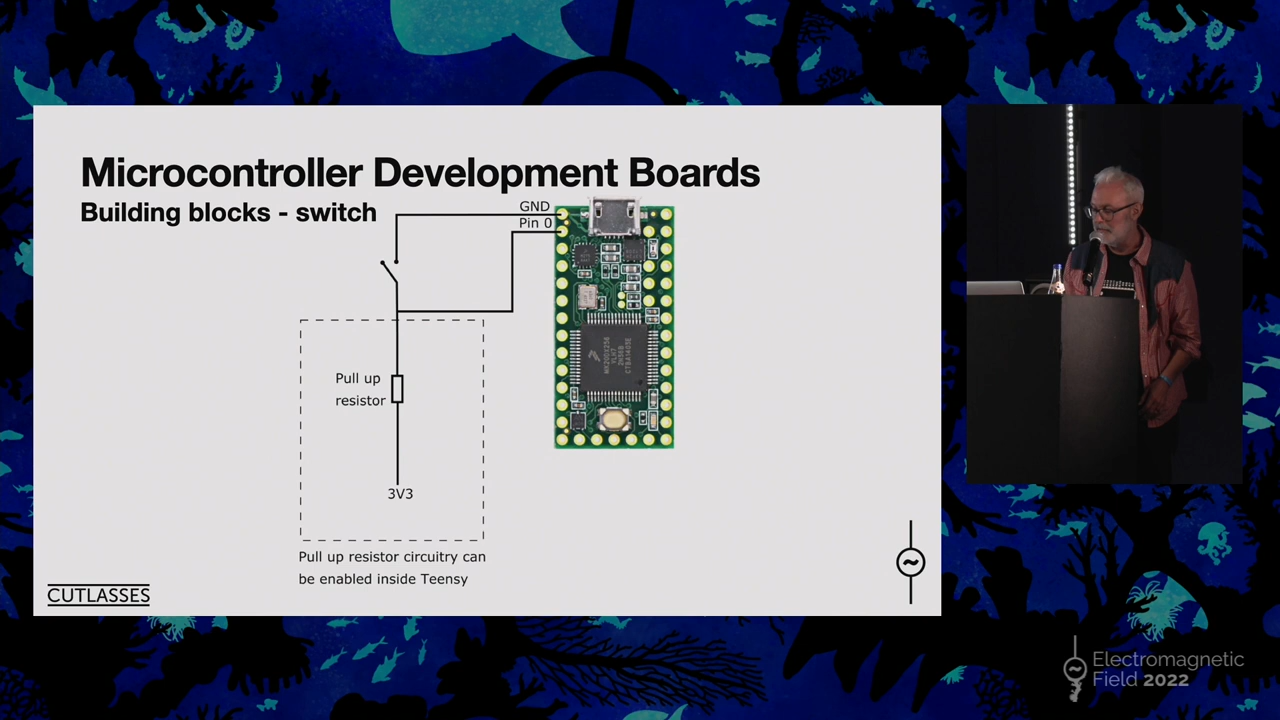 Microcontroller Development Boards
Building blocks - switch
GND
Pin 0
Pull up
resistor
3V3
Pull up resistor circuitry can
be enabled inside Teensy
CUTLASSES
Electromagnetic
Field 2022